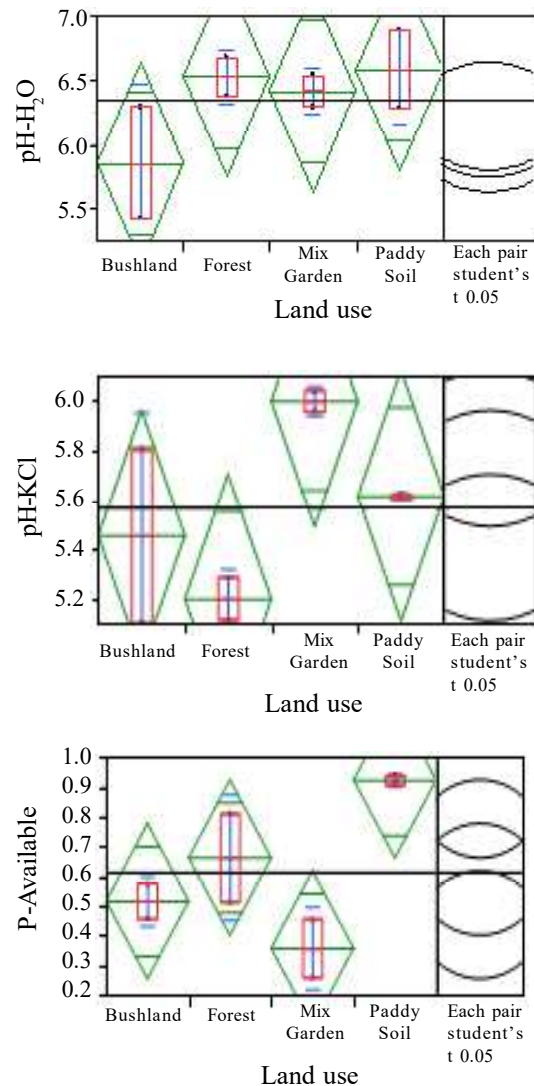 7.0
6.5
6.0
5.5
pH-H₂O
Bushland
Forest
Mix
Garden
Paddy
Soil
Each pair
student's
t 0.05
Land use
6.0
5.8
5.6
5.4
5.2
pH-KCl
Bushland
Forest
Mix
Garden
Paddy
Soil
Each pair
student's
t 0.05
Land use
1.0
0.9
0.8
0.7
0.6
0.5
0.4
0.3
0.2
P-Available
Bushland
Forest
Mix
Garden
Paddy
Soil
Each pair
student's
t 0.05
Land use